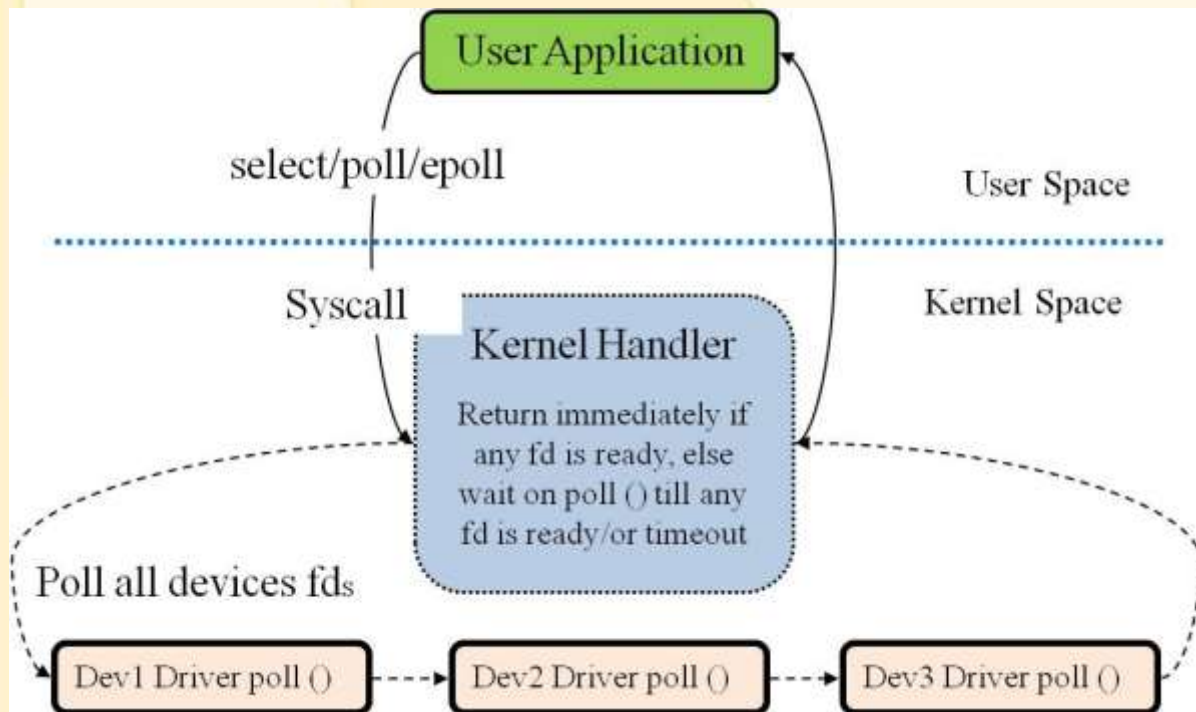 User Application
select/poll/epoll
User Space
Syscall
Kernel Space
Kernel Handler
Return immediately if
any fd is ready, else
wait on poll () till any
fd is ready/or timeout
Poll all devices fds
Dev1 Driver poll ()
Dev2 Driver poll ()
Dev3 Driver poll ()